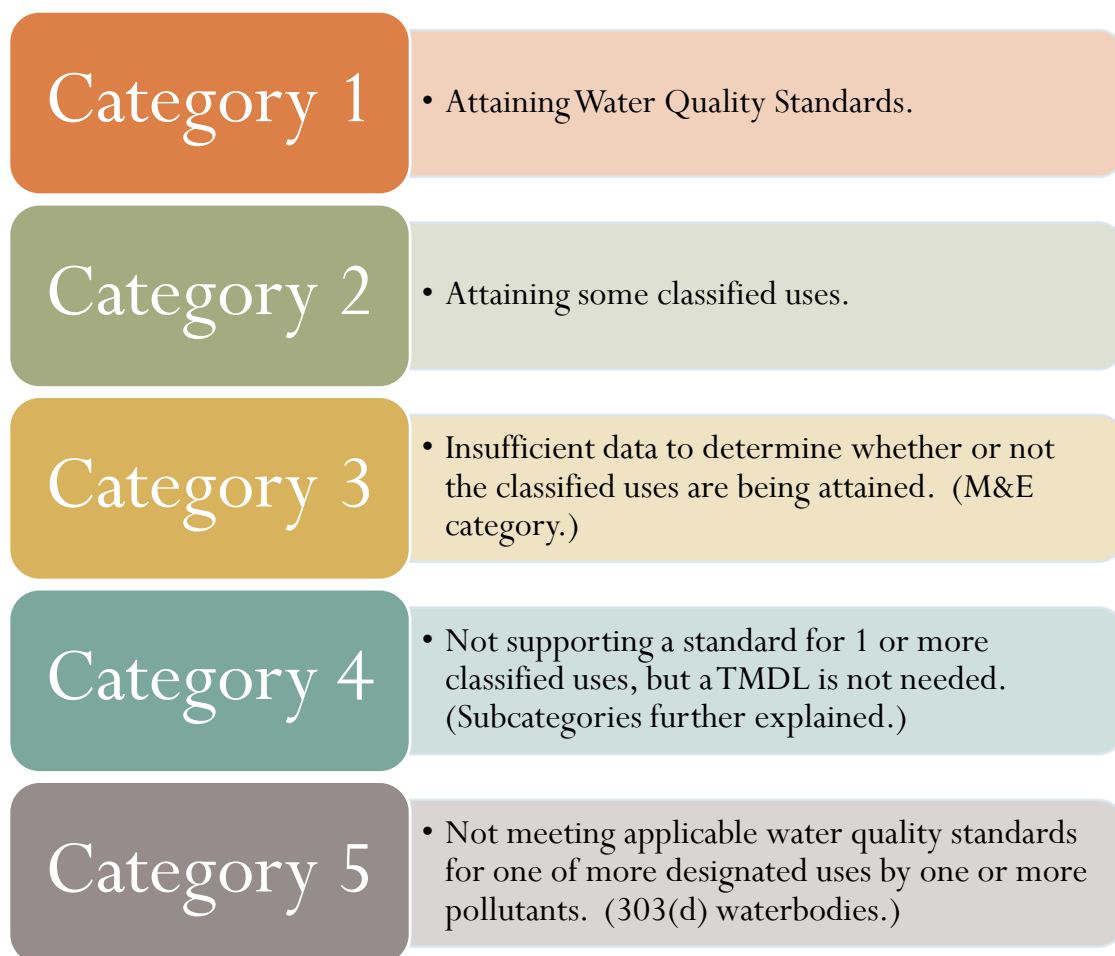 Category 1
• Attaining Water Quality Standards.
Category 2
• Attaining some classified uses.
Category 3
• Insufficient data to determine whether or not
the classified uses are being attained.  (M&E
category.)
Category 4
• Not supporting a standard for 1 or more
classified uses, but a TMDL is not needed.
(Subcategories further explained.)
Category 5
• Not meeting applicable water quality standards
for one of more designated uses by one or more
pollutants.  (303(d) waterbodies.)